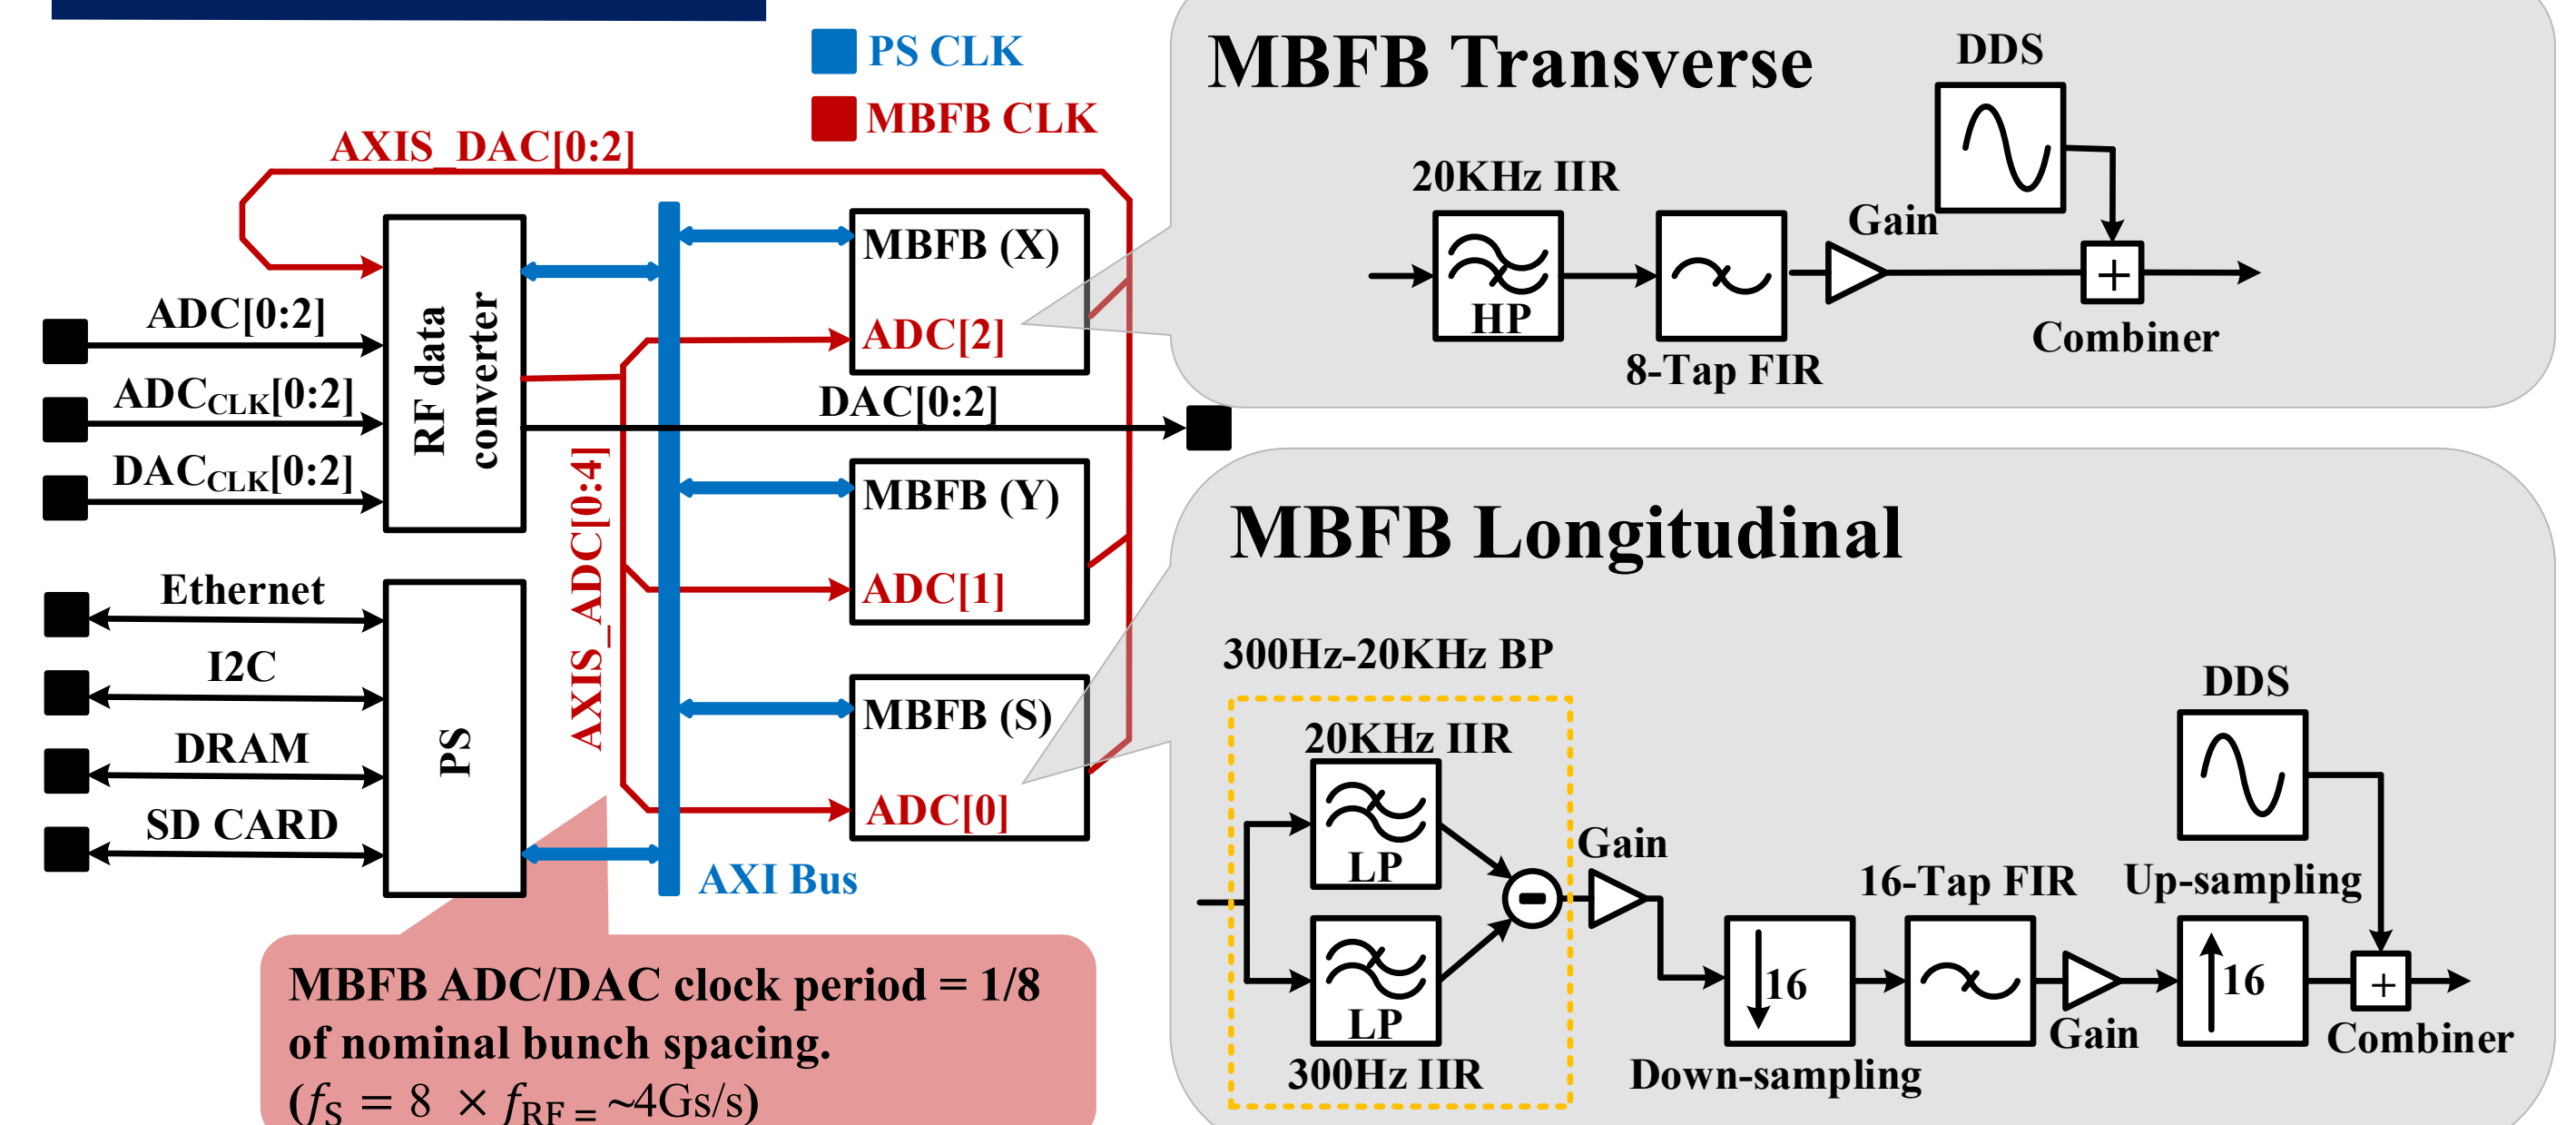 PS CLK
MBFB CLK
AXIS_DAC[0:2]
ADC[0:2]
ADCCLK[0:2]
DACCLK[0:2]
RF data
converter
Ethernet
I2C
DRAM
SD CARD
PS
AXIS_ADC[0:4]
MBFB (X)
ADC[2]
DAC[0:2]
MBFB (Y)
ADC[1]
MBFB (S)
ADC[0]
AXI Bus
MBFB ADC/DAC clock period = 1/8
of nominal bunch spacing.
(fS = 8 × fRF = ~4Gs/s)
MBFB Transverse
DDS
20KHz IIR
HP
8-Tap FIR
Gain
+
Combiner
MBFB Longitudinal
300Hz-20KHz BP
20KHz IIR
LP
LP
300Hz IIR
-
Gain
16
Down-sampling
16-Tap FIR
Gain
DDS
Up-sampling
16
+
Combiner